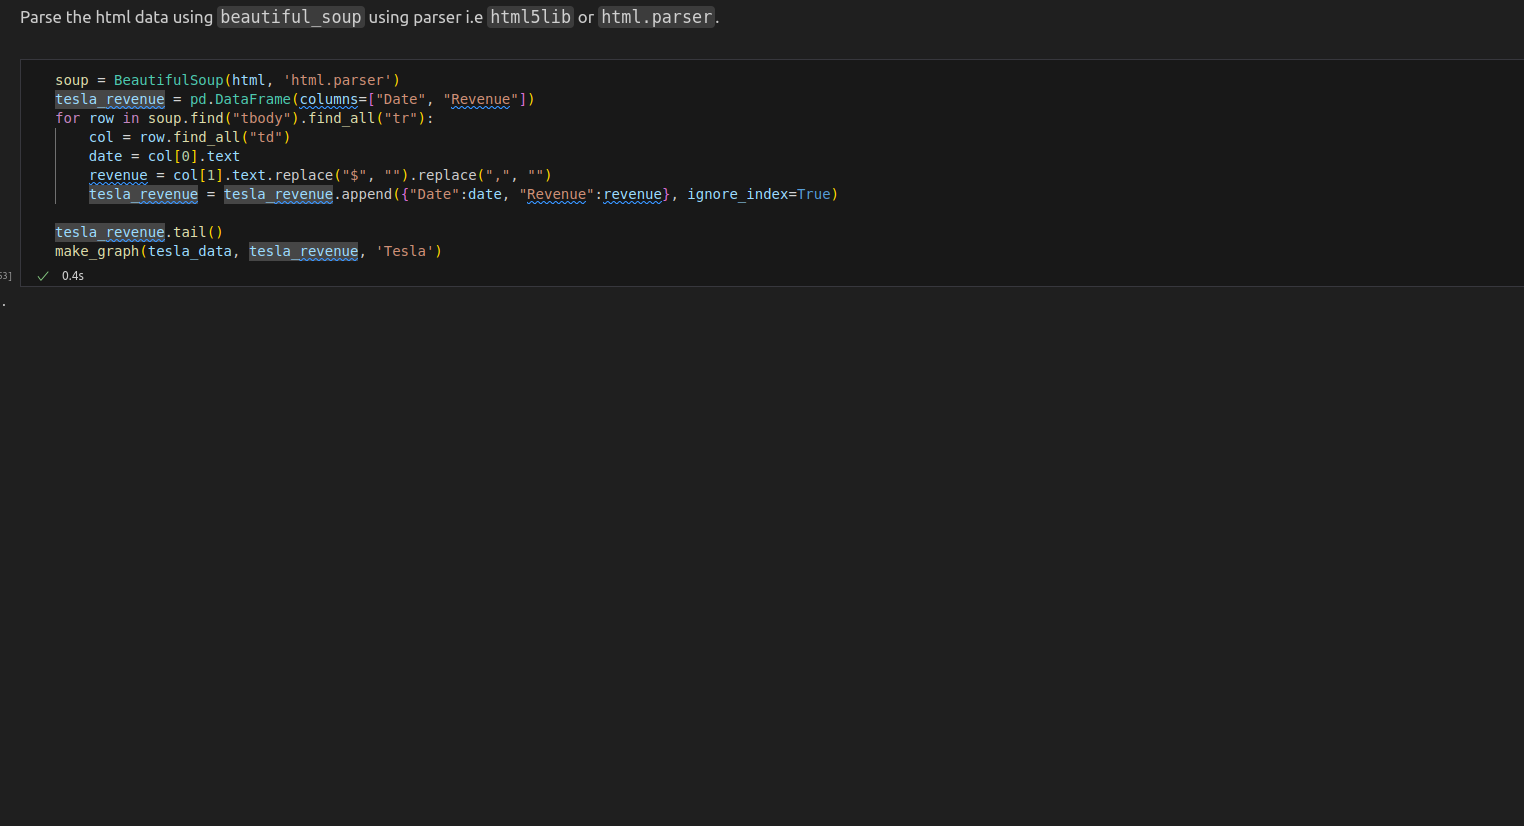 Parse the html data using beautiful_soup using parser i.e html5lib or html.parser.
soup = BeautifulSoup(html, 'html.parser')
tesla_revenue = pd.DataFrame(columns=["Date", "Revenue"])
for row in soup.find("tbody").find_all("tr"):
    col = row.find_all("td")
    date = col[0].text
    revenue = col[1].text.replace("$", "").replace(",", "")
    tesla_revenue = tesla_revenue.append({"Date":date, "Revenue":revenue}, ignore_index=True)
tesla_revenue.tail()
make_graph(tesla_data, tesla_revenue, 'Tesla')
53] ✓ 0.4s
.